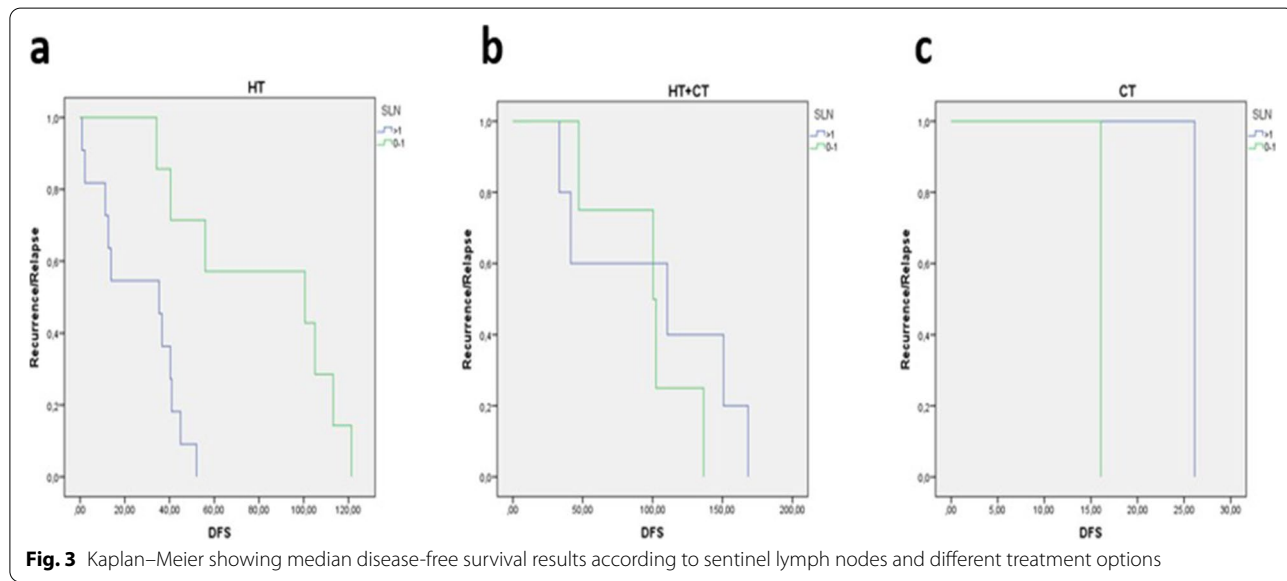 a
b
c
HT
HT+CT
CT
SLN
>1
0-1
SLN
>1
0-1
SLN
>1
0-1
Recurrence/Relapse
1,0
0,8
0,6
0,4
0,2
0,0
,00 20,00 40,00 60,00 80,00 100,00 120,00
DFS
Recurrence/Relapse
1,0
0,8
0,6
0,4
0,2
0,0
,00 50,00 100,00 150,00 200,00
DFS
Recurrence/Relapse
1,0
0,8
0,6
0,4
0,2
0,0
,00 5,00 10,00 15,00 20,00 25,00 30,00
DFS
Fig. 3 Kaplan–Meier showing median disease-free survival results according to sentinel lymph nodes and different treatment options